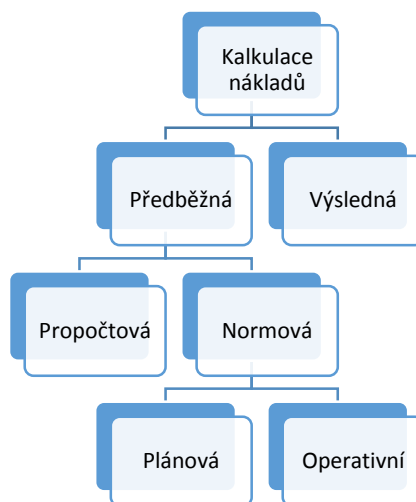 Kalkulace
nákladů
Předběžná
Výsledná
Propočtová
Normová
Plánová
Operativní